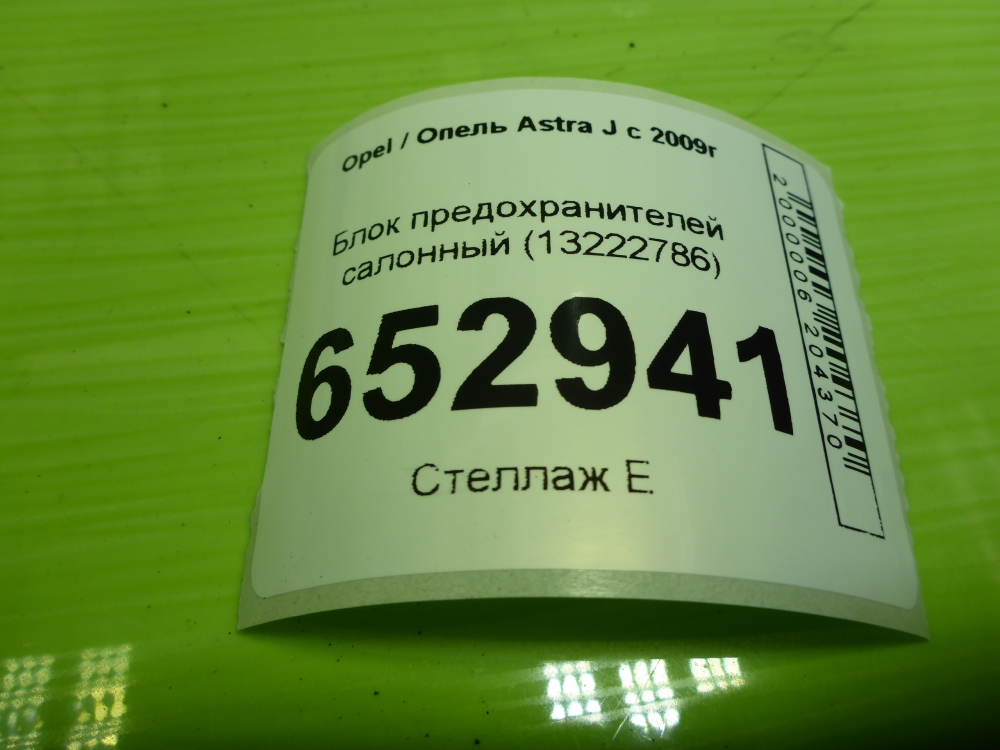 Opel / Опель Astra J с 2009г
Блок предохранителей
салонный (13222786)
652941
Стеллаж Е
2000006204370